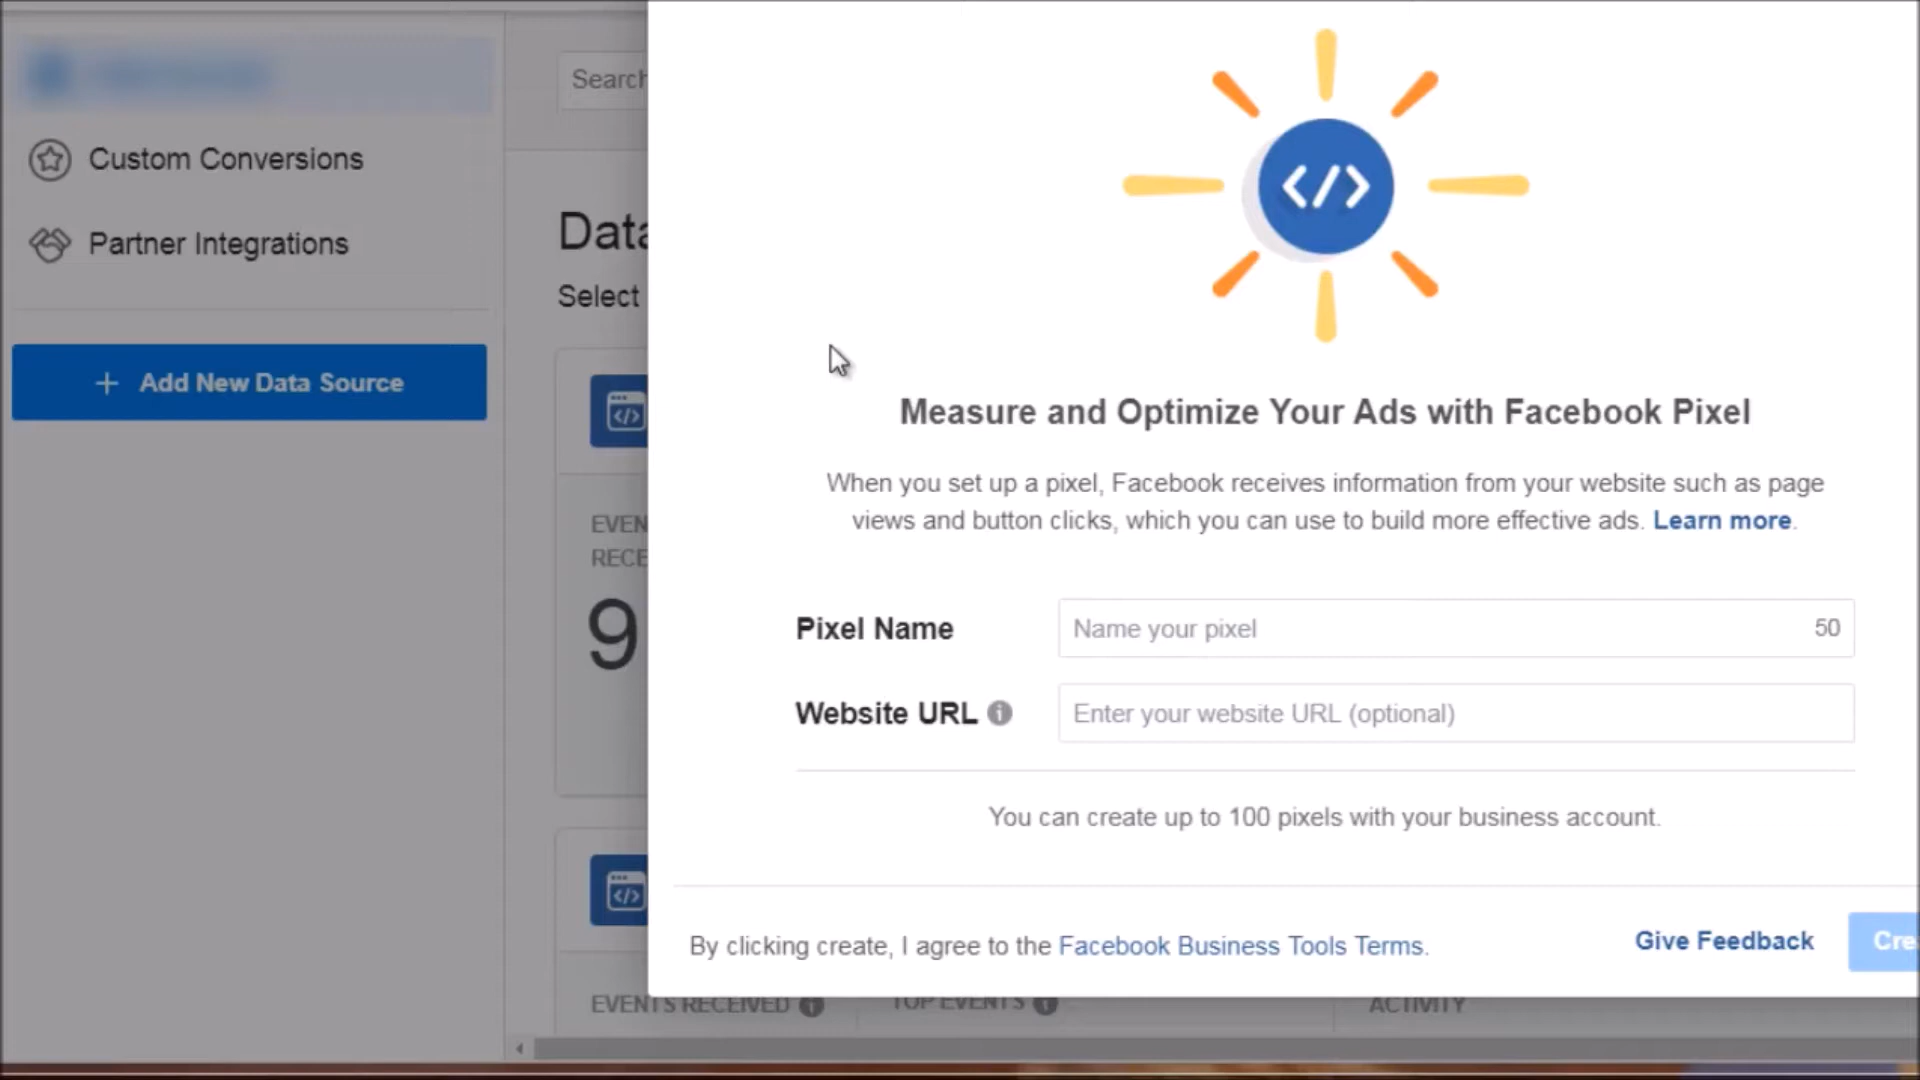 Custom Conversions
Partner Integrations
+ Add New Data Source
Search
Data
Select
EVEN
RECE
9
</>
Measure and Optimize Your Ads with Facebook Pixel
When you set up a pixel, Facebook receives information from your website such as page
views and button clicks, which you can use to build more effective ads. Learn more.
Pixel Name
Name your pixel
50
Website URL
Enter your website URL (optional)
You can create up to 100 pixels with your business account.
By clicking create, I agree to the Facebook Business Tools Terms.
Give Feedback
Cre
EVENTS RECEIVED
TOP EVENTS
ACTIVITY